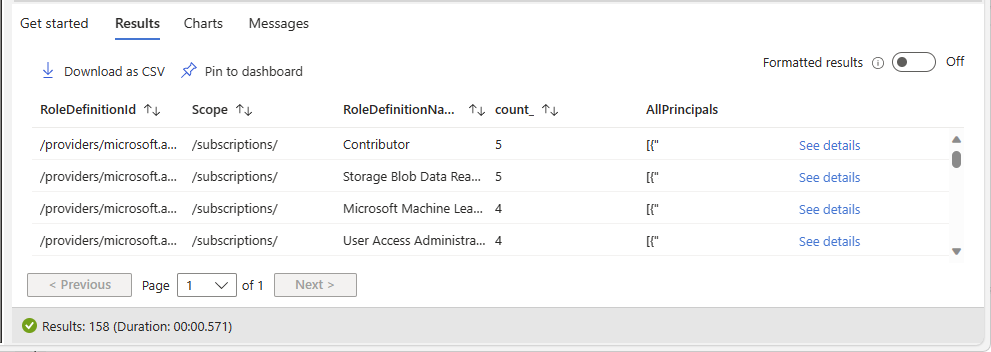 Get started Results Charts Messages
Download as CSV Pin to dashboard Formatted results Off
RoleDefinitionId Scope RoleDefinitionNa... count_ AllPrincipals
/providers/microsoft.a... /subscriptions/ Contributor 5 [{" See details
/providers/microsoft.a... /subscriptions/ Storage Blob Data Rea... 5 [{" See details
/providers/microsoft.a... /subscriptions/ Microsoft Machine Lea... 4 [{" See details
/providers/microsoft.a... /subscriptions/ User Access Administra... 4 [{" See details
< Previous Page 1 of 1 Next >
Results: 158 (Duration: 00:00.571)